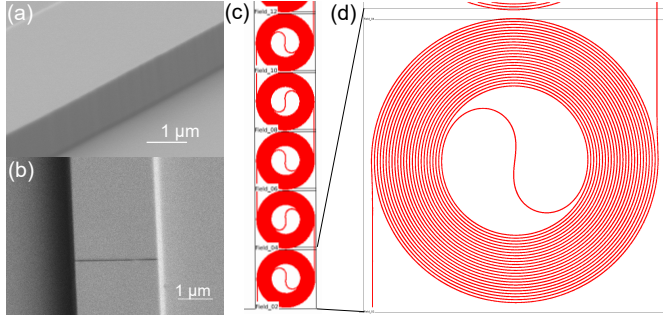 (a)
1 µm
(b)
1 µm
(c)
Field_12
Field_10
Field_08
Field_06
Field_04
Field_02
(d)